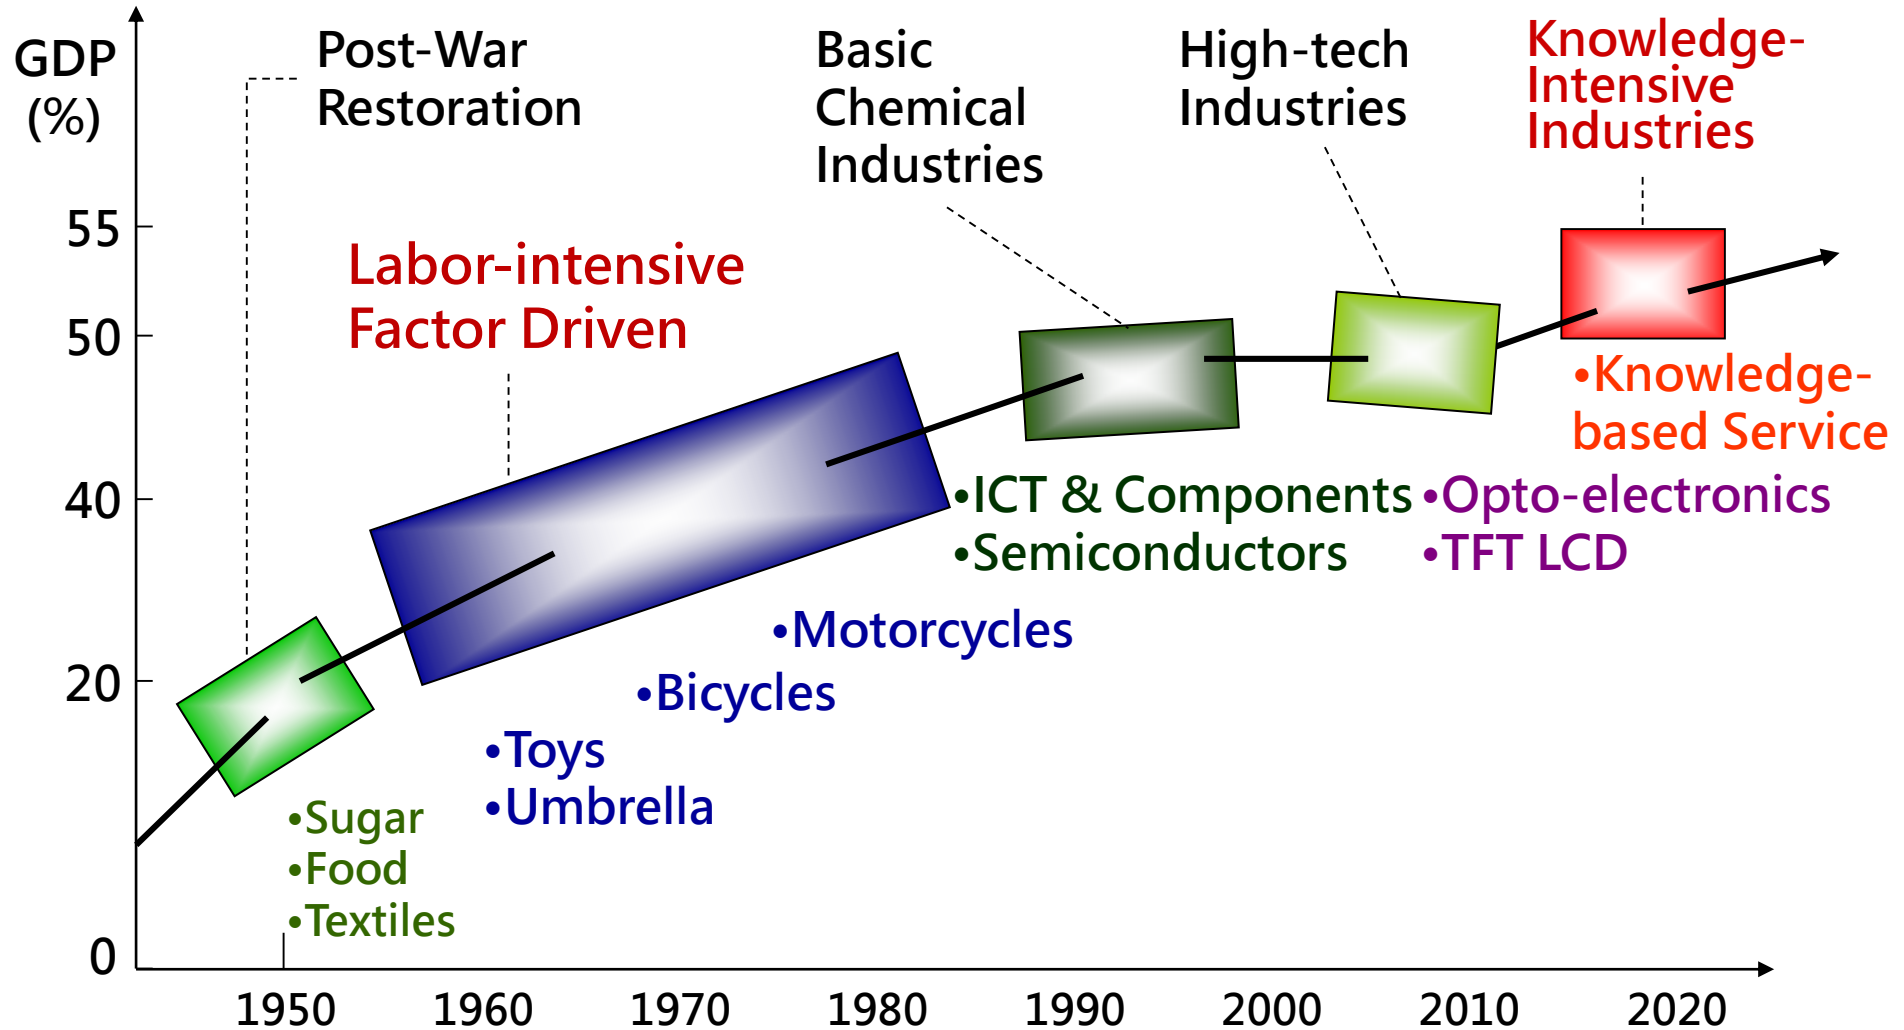 GDP
(%)
Post-War
Restoration
Basic
Chemical
Industries
High-tech
Industries
Knowledge-
Intensive
Industries
Labor-intensive
Factor Driven
55
50
40
20
0
•Knowledge-
based Service
•ICT & Components
•Semiconductors
•Opto-electronics
•TFT LCD
•Motorcycles
•Bicycles
•Toys
•Umbrella
•Sugar
•Food
•Textiles
1950 1960 1970 1980 1990 2000 2010 2020